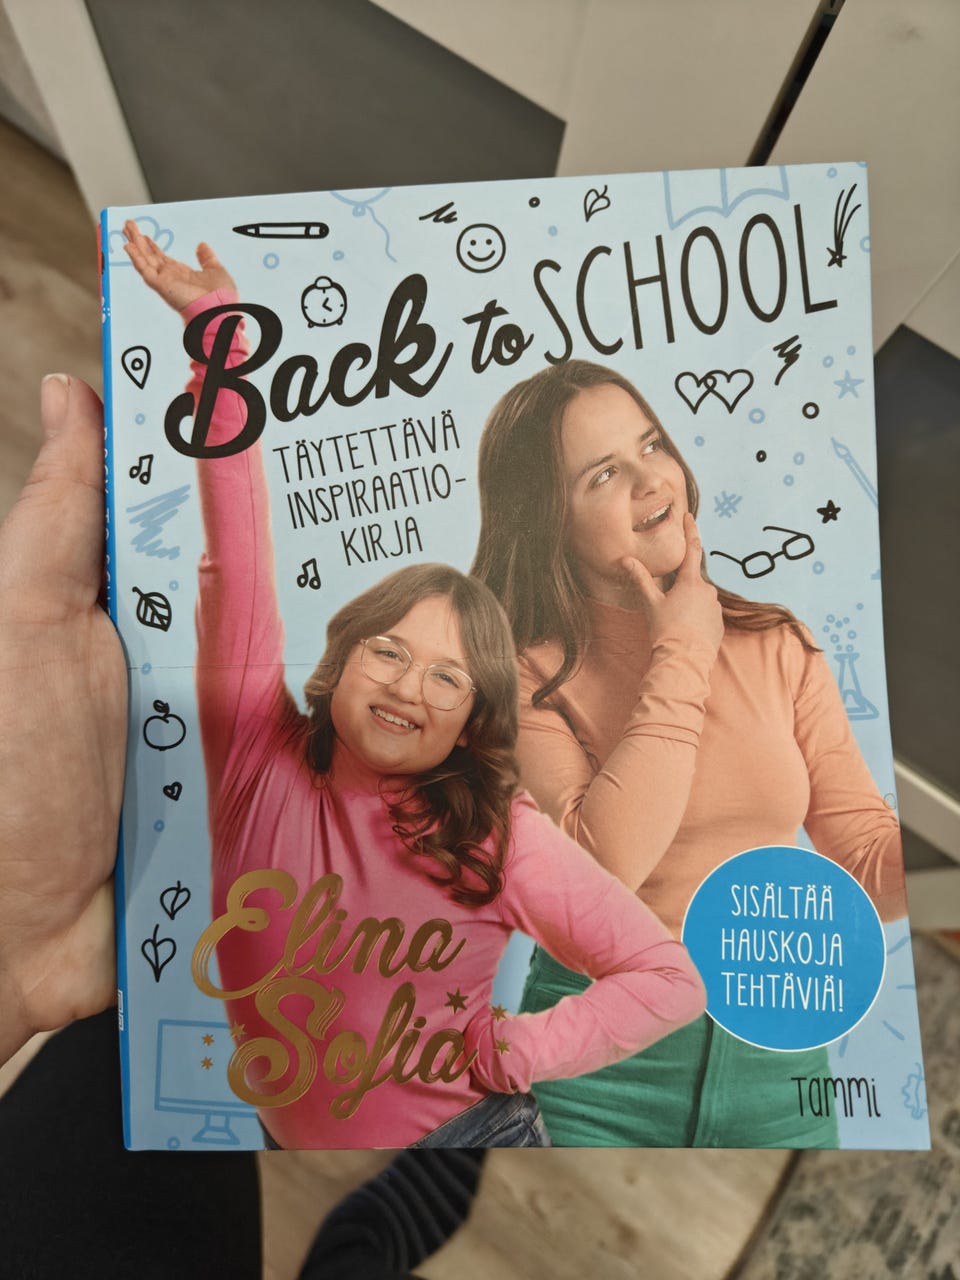 Back to SCHOOL
TÄYTETTÄVÄ
INSPIRAATIO-
KIRJA
Elina
Sofia
SISÄLTÄÄ
HAUSKOJA
TEHTÄVIÄ!
TAMMI